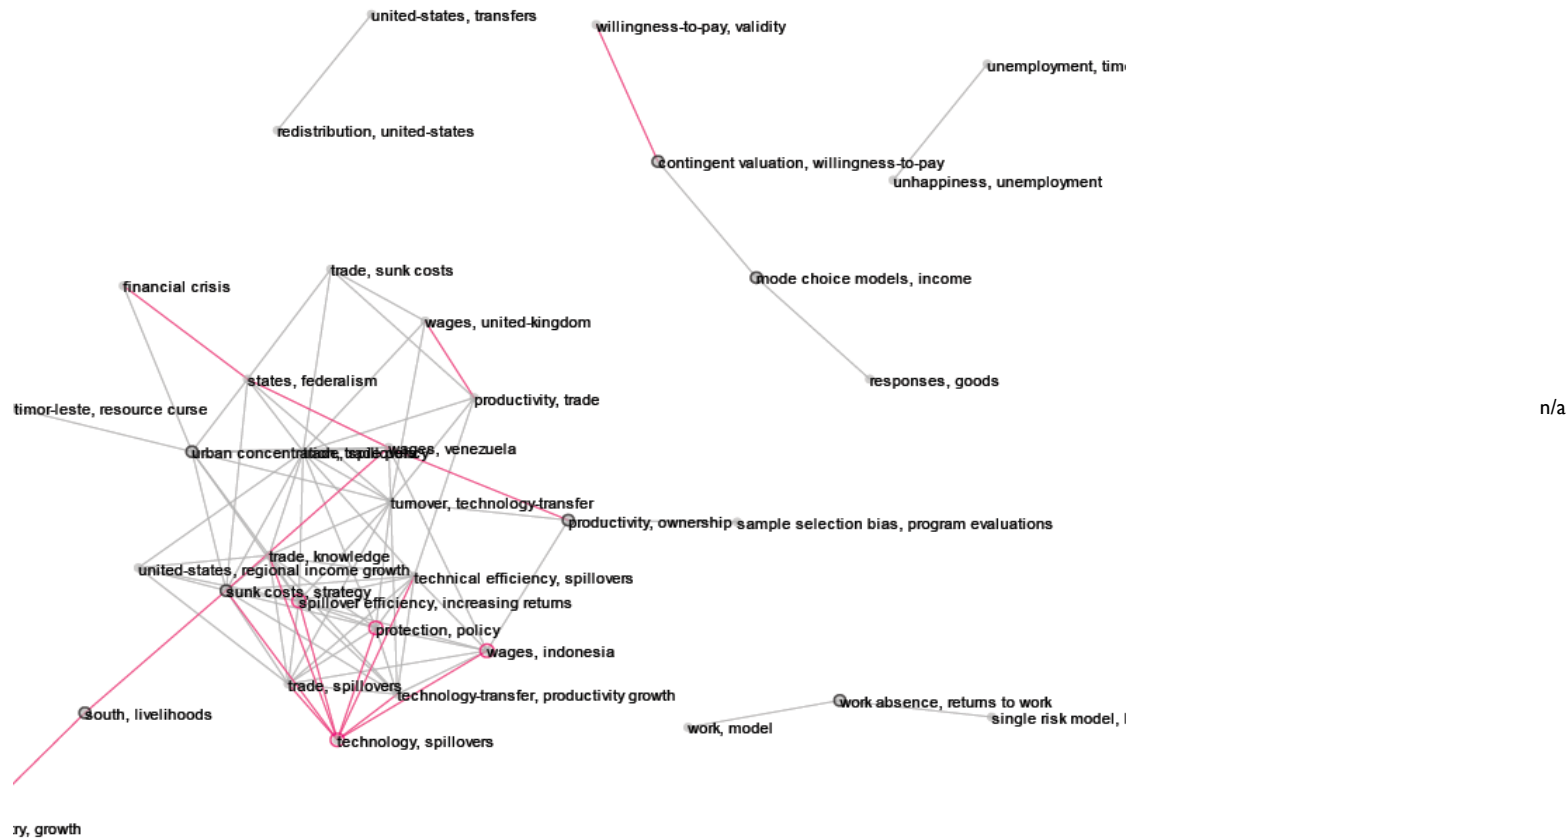 united-states, transfers
willingness-to-pay, validity
unemployment, tim
redistribution, united-states
contingent valuation, willingness-to-pay
unhappiness, unemployment
trade, sunk costs
mode choice models, income
financial crisis
wages, united-kingdom
states, federalism
responses, goods
productivity, trade
timor-leste, resource curse
n/a
urban concentration, trade policy
wages, venezuela
turnover, technology-transfer
productivity, ownership
sample selection bias, program evaluations
trade, knowledge
united-states, regional income growth
technical efficiency, spillovers
sunk costs, strategy
spillover efficiency, increasing returns
protection, policy
wages, indonesia
trade, spillovers
technology-transfer, productivity growth
work absence, returns to work
south, livelihoods
single risk model,
work, model
technology, spillovers
ry, growth